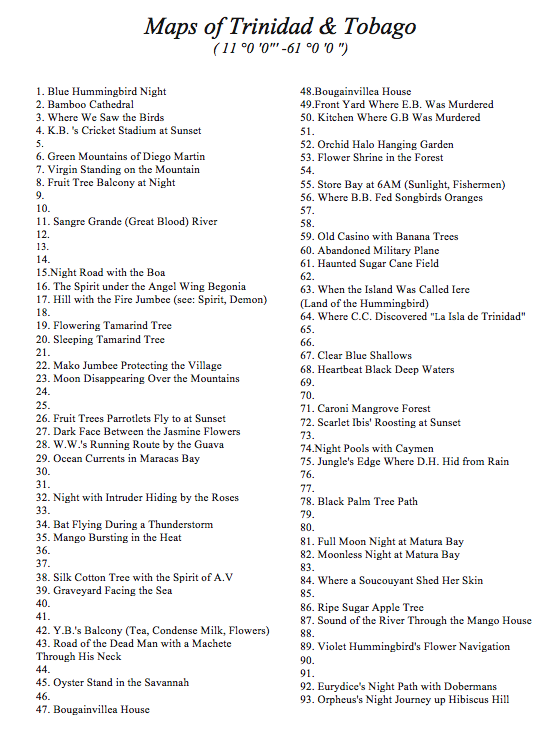 Maps of Trinidad & Tobago
( 11 °0 '0"' -61 °0 '0 ")
1. Blue Hummingbird Night
2. Bamboo Cathedral
3. Where We Saw the Birds
4. K.B. 's Cricket Stadium at Sunset
5.
6. Green Mountains of Diego Martin
7. Virgin Standing on the Mountain
8. Fruit Tree Balcony at Night
9.
10.
11. Sangre Grande (Great Blood) River
12.
13.
14.
15.Night Road with the Boa
16. The Spirit under the Angel Wing Begonia
17. Hill with the Fire Jumbee (see: Spirit, Demon)
18.
19. Flowering Tamarind Tree
20. Sleeping Tamarind Tree
21.
22. Mako Jumbee Protecting the Village
23. Moon Disappearing Over the Mountains
24.
25.
26. Fruit Trees Parrotlets Fly to at Sunset
27. Dark Face Between the Jasmine Flowers
28. W.W.'s Running Route by the Guava
29. Ocean Currents in Maracas Bay
30.
31.
32. Night with Intruder Hiding by the Roses
33.
34. Bat Flying During a Thunderstorm
35. Mango Bursting in the Heat
36.
37.
38. Silk Cotton Tree with the Spirit of A.V
39. Graveyard Facing the Sea
40.
41.
42. Y.B.'s Balcony (Tea, Condense Milk, Flowers)
43. Road of the Dead Man with a Machete
Through His Neck
44.
45. Oyster Stand in the Savannah
46.
47. Bougainvillea House
48.Bougainvillea House
49.Front Yard Where E.B. Was Murdered
50. Kitchen Where G.B Was Murdered
51.
52. Orchid Halo Hanging Garden
53. Flower Shrine in the Forest
54.
55. Store Bay at 6AM (Sunlight, Fishermen)
56. Where B.B. Fed Songbirds Oranges
57.
58.
59. Old Casino with Banana Trees
60. Abandoned Military Plane
61. Haunted Sugar Cane Field
62.
63. When the Island Was Called Iere
(Land of the Hummingbird)
64. Where C.C. Discovered "La Isla de Trinidad"
65.
66.
67. Clear Blue Shallows
68. Heartbeat Black Deep Waters
69.
70.
71. Caroni Mangrove Forest
72. Scarlet Ibis' Roosting at Sunset
73.
74.Night Pools with Caymen
75. Jungle's Edge Where D.H. Hid from Rain
76.
77.
78. Black Palm Tree Path
79.
80.
81. Full Moon Night at Matura Bay
82. Moonless Night at Matura Bay
83.
84. Where a Soucouyant Shed Her Skin
85.
86. Ripe Sugar Apple Tree
87. Sound of the River Through the Mango House
88.
89. Violet Hummingbird's Flower Navigation
90.
91.
92. Eurydice's Night Path with Dobermans
93. Orpheus's Night Journey up Hibiscus Hill